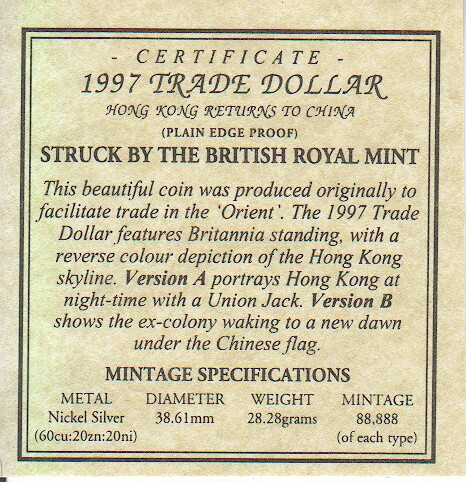 - CERTIFICATE -
1997 TRADE DOLLAR
HONG KONG RETURNS TO CHINA
(PLAIN EDGE PROOF)
STRUCK BY THE BRITISH ROYAL MINT
This beautiful coin was produced originally to
facilitate trade in the 'Orient'. The 1997 Trade
Dollar features Britannia standing, with a
reverse colour depiction of the Hong Kong
skyline. Version A portrays Hong Kong at
night-time with a Union Jack. Version B
shows the ex-colony waking to a new dawn
under the Chinese flag.
MINTAGE SPECIFICATIONS
METAL DIAMETER WEIGHT MINTAGE
Nickel Silver 38.61mm 28.28grams 88,888
(60cu:20zn:20ni) (of each type)